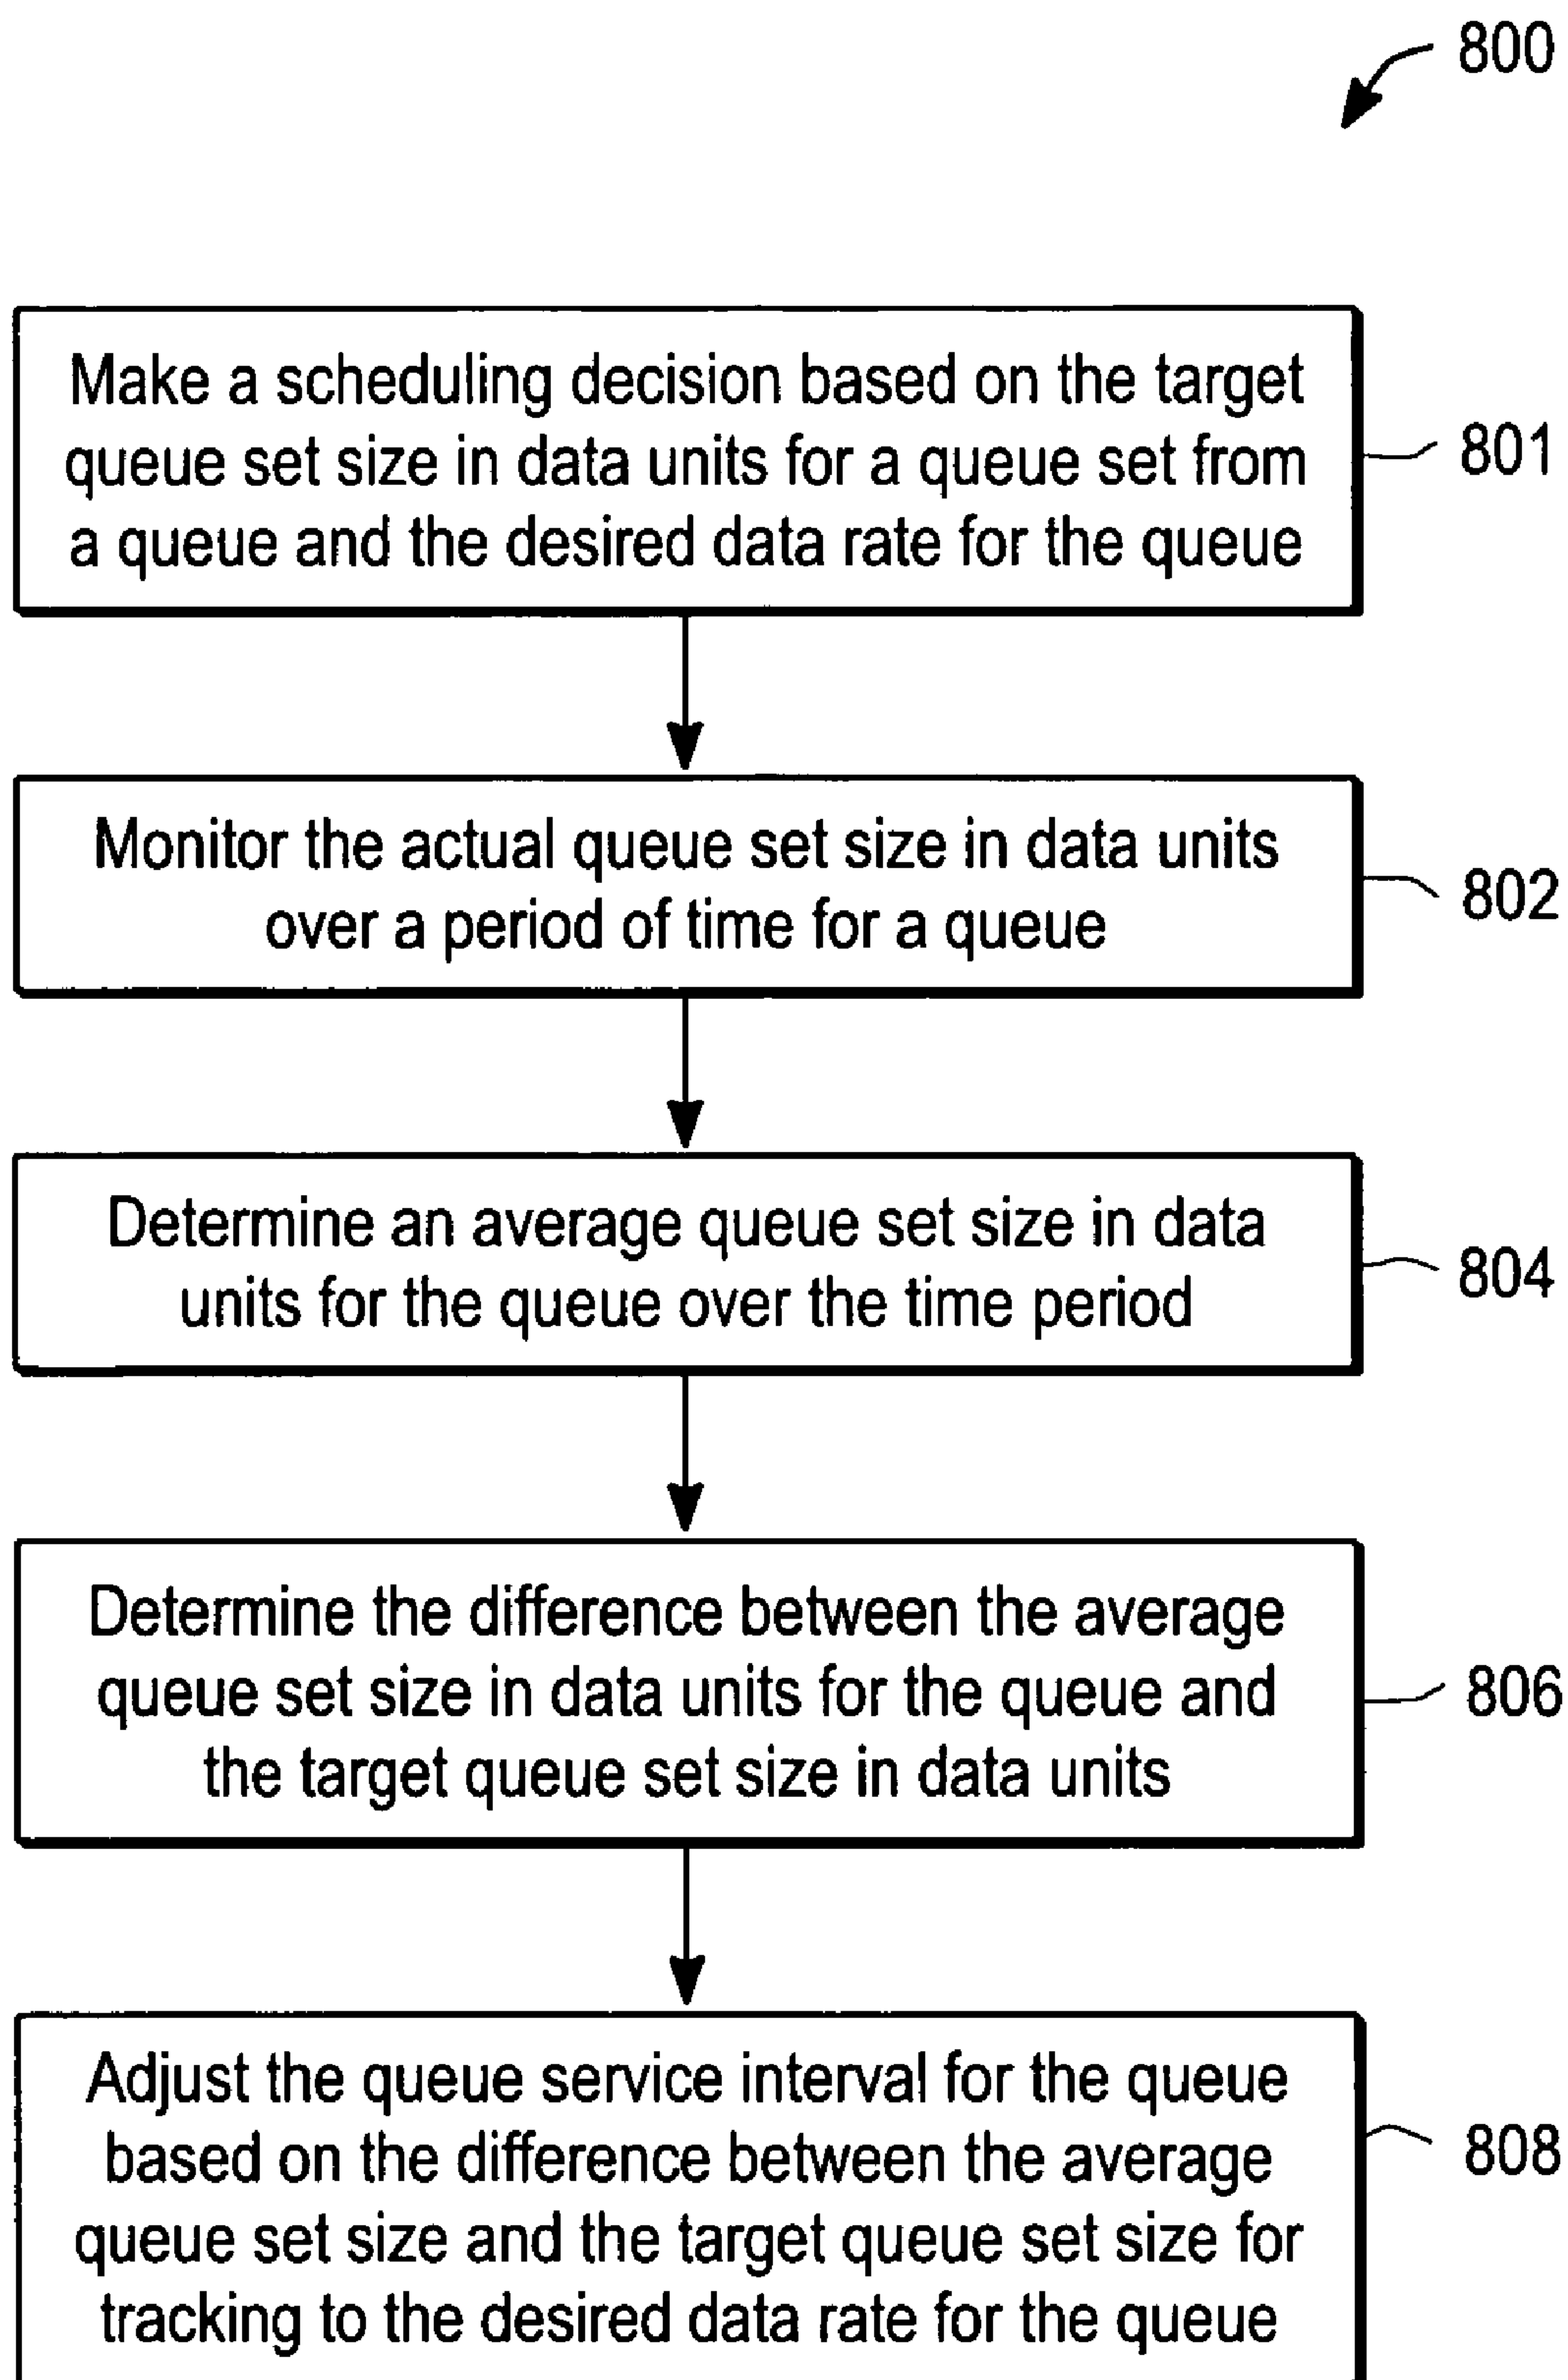 800
Make a scheduling decision based on the target
queue set size in data units for a queue set from
a queue and the desired data rate for the queue
801
Monitor the actual queue set size in data units
over a period of time for a queue
802
Determine an average queue set size in data
units for the queue over the time period
804
Determine the difference between the average
queue set size in data units for the queue and
the target queue set size in data units
806
Adjust the queue service interval for the queue
based on the difference between the average
queue set size and the target queue set size for
tracking to the desired data rate for the queue
808